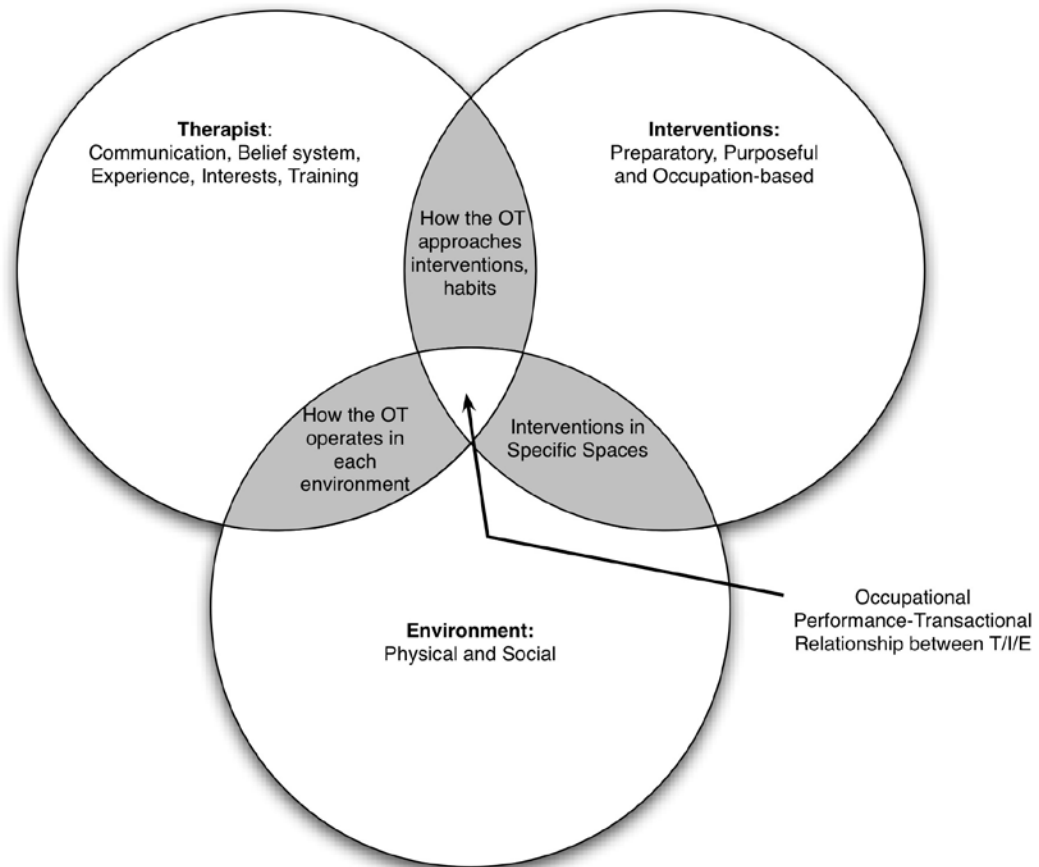 Therapist:
Communication, Belief system,
Experience, Interests, Training
Interventions:
Preparatory, Purposeful
and Occupation-based
How the OT
approaches
interventions,
habits
How the OT
operates in
each
environment
Interventions in
Specific Spaces
Environment:
Physical and Social
Occupational
Performance-Transactional
Relationship between T/I/E